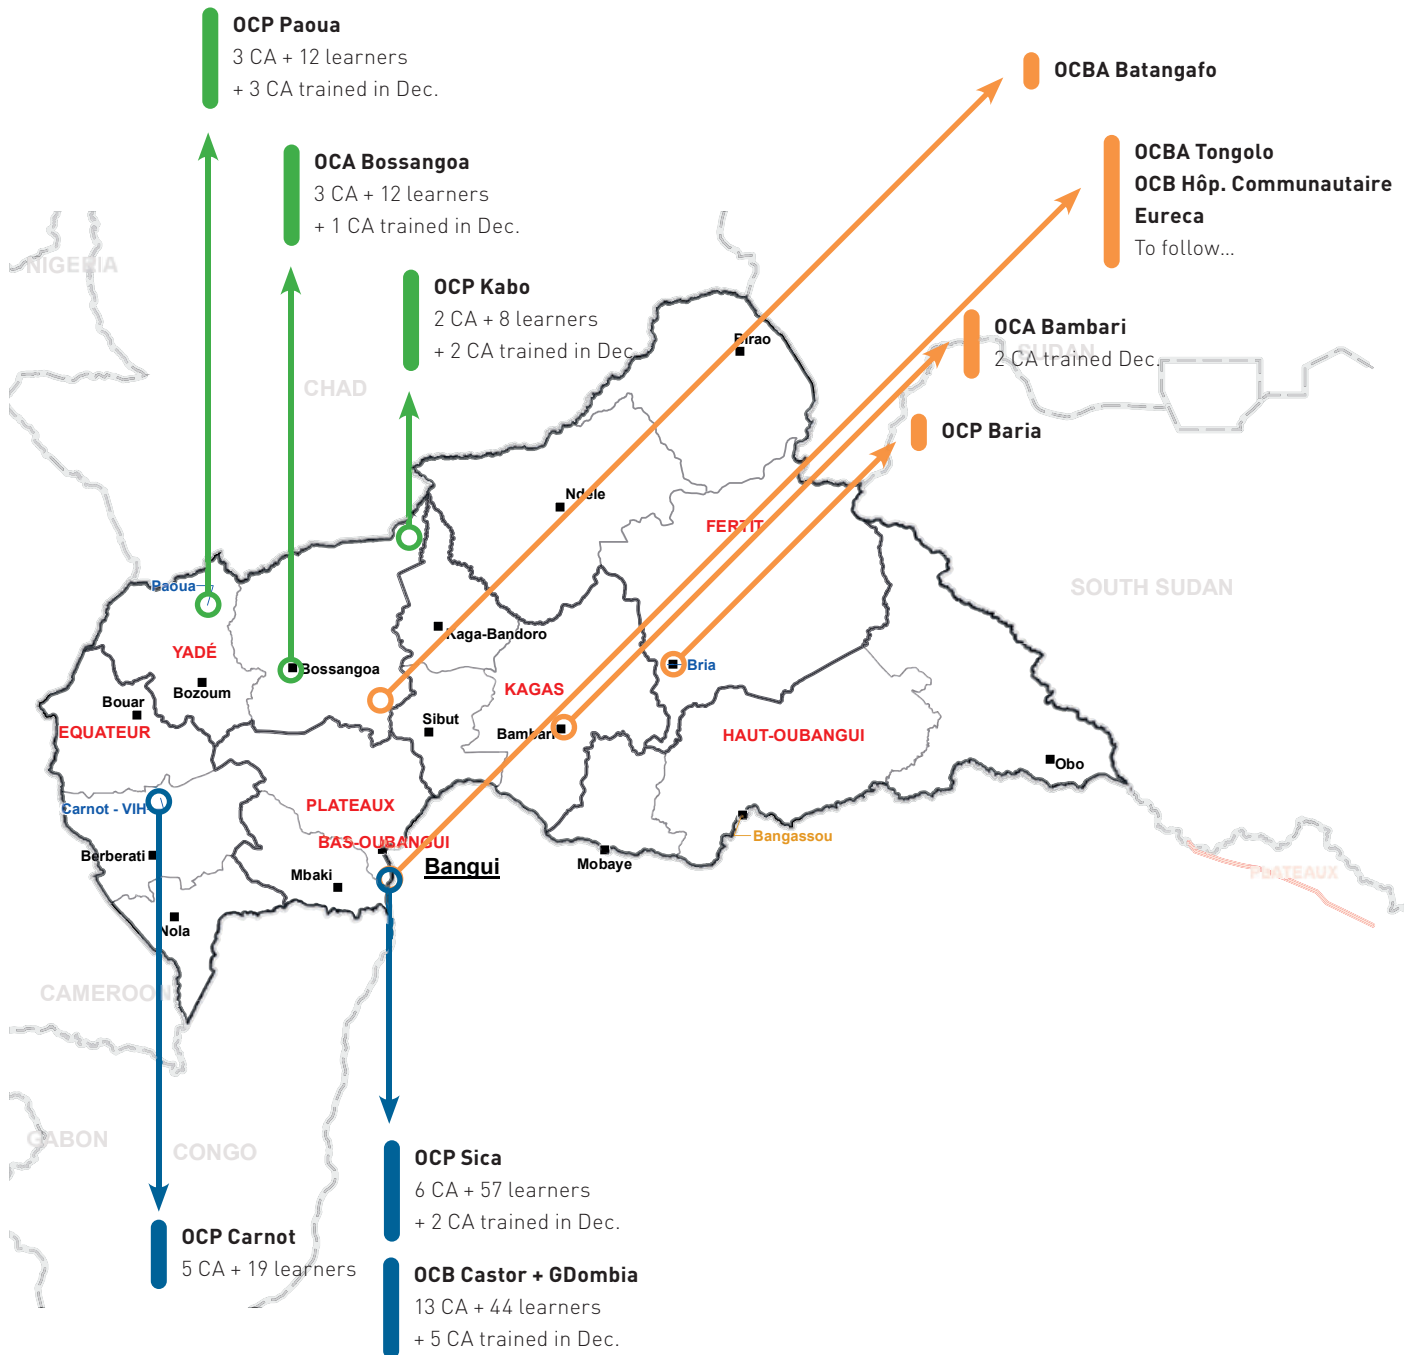 OCP Paoua
3 CA + 12 learners
+ 3 CA trained in Dec.
OCBA Batangafo
OCA Bossangoa
3 CA + 12 learners
+ 1 CA trained in Dec.
OCBA Tongolo
OCB Hôp. Communautaire
Eureca
To follow...
NIGERIA
OCP Kabo
2 CA + 8 learners
+ 2 CA trained in Dec.
OCA Bambari
2 CA trained Dec.
Birao
SUDAN
CHAD
OCP Baria
Ndele
FERTIT
Paoua
SOUTH SUDAN
Kaga-Bandoro
YADÉ
Bossangoa
Bria
Bozoum
KAGAS
Bouar
Sibut
EQUATEUR
Bambari
HAUT-OUBANGUI
Obo
Carnot - VIH
PLATEAUX
BAS-OUBANGUI
Bangassou
Berberati
Bangui
Mobaye
Mbaki
PLATEAUX
Nola
CAMEROON
GABON
CONGO
OCP Sica
6 CA + 57 learners
+ 2 CA trained in Dec.
OCP Carnot
5 CA + 19 learners
OCB Castor + GDombia
13 CA + 44 learners
+ 5 CA trained in Dec.